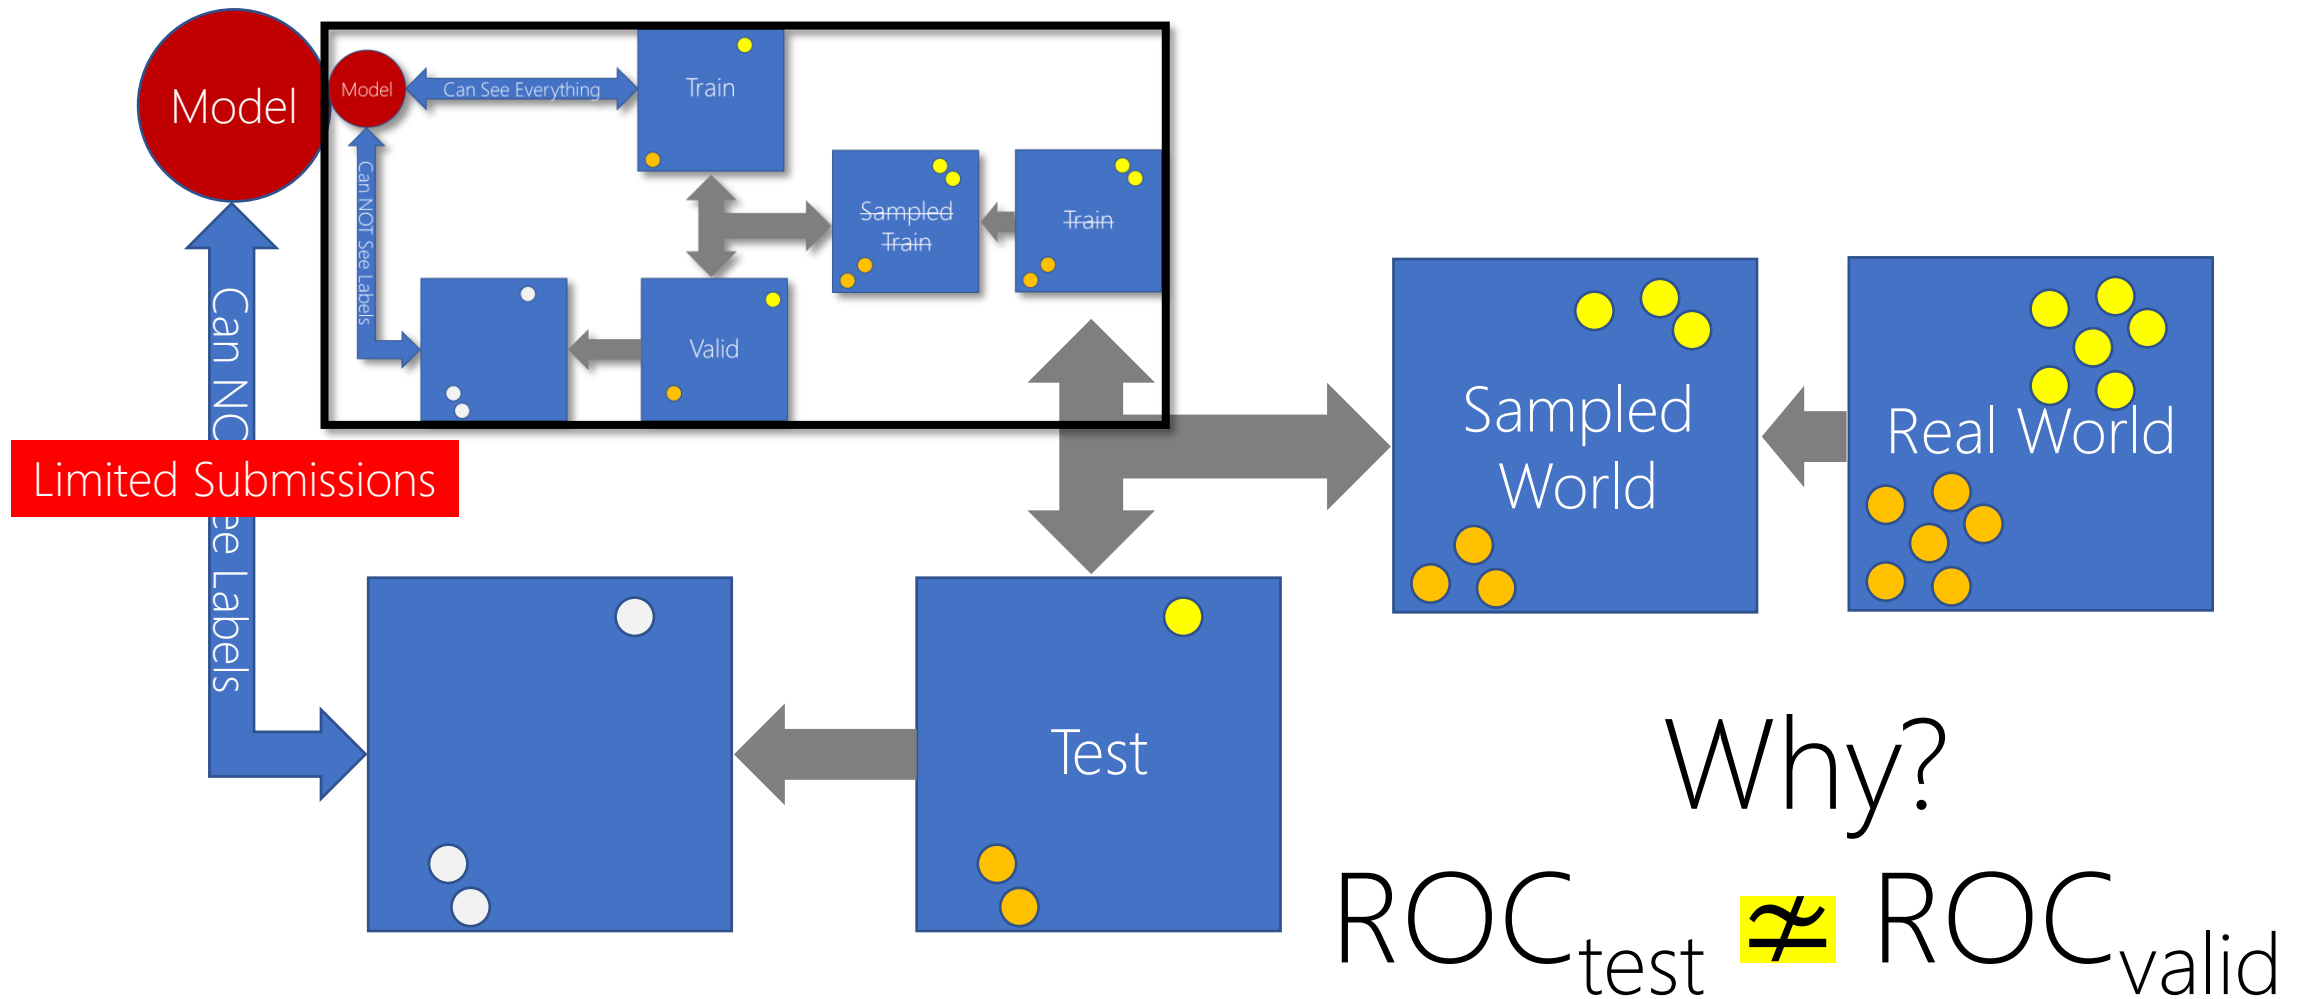 Model
Model
Can See Everything
Train
Can NOT See Labels
Sampled
Train
Train
Valid
Can NO ee Labels
Limited Submissions
Sampled
World
Real World
Test
Why?
ROCtest ≄ ROCvalid